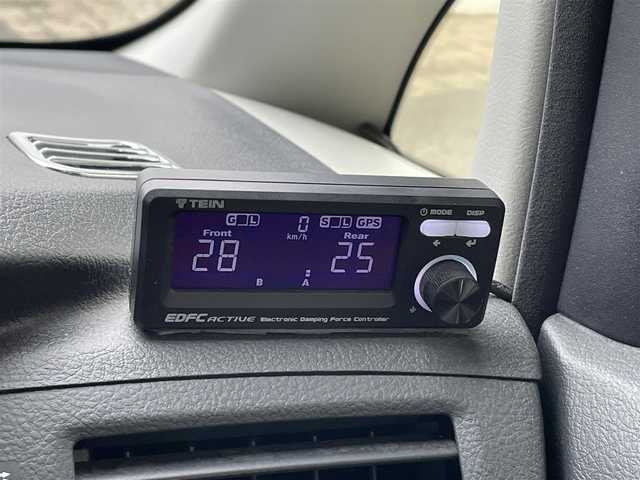 TEIN
MODE DISP
G L 0 S L GPS
Front km/h Rear
28 25
B A
EDFC ACTIVE Electronic Damping Force Controller